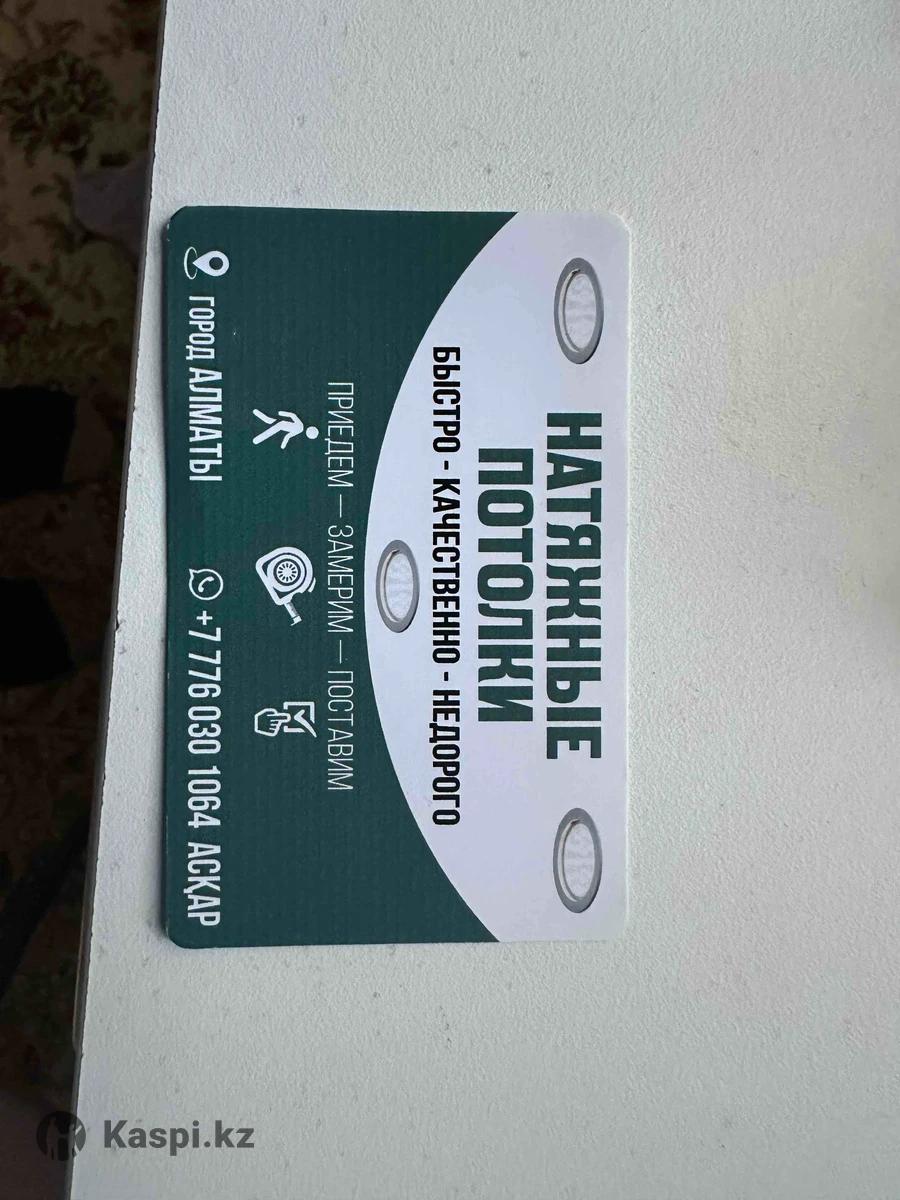 НАТЯЖНЫЕ
ПОТОЛКИ
БЫСТРО - КАЧЕСТВЕННО - НЕДОРОГО
ПРИЕДЕМ — ЗАМЕРИМ — ПОСТАВИМ
ГОРОД АЛМАТЫ
+7 776 030 1064 АСҚАР
Kaspi.kz